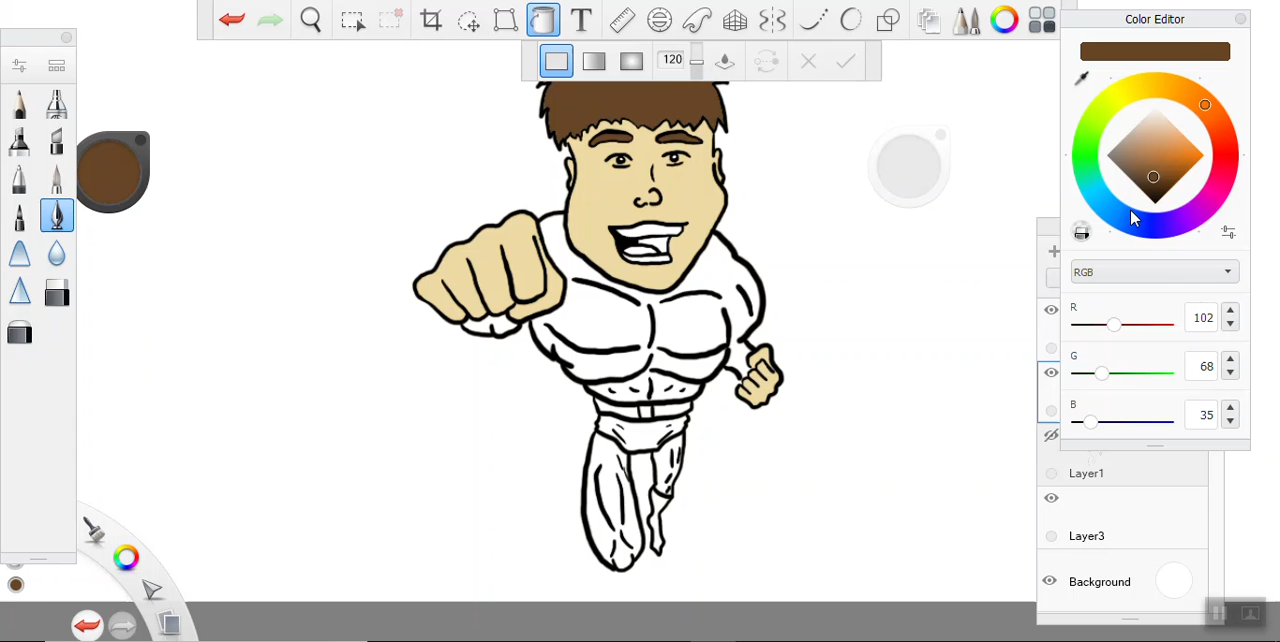 T
Color Editor
120
RGB
R
102
G
68
B
35
Layer1
Layer3
Background